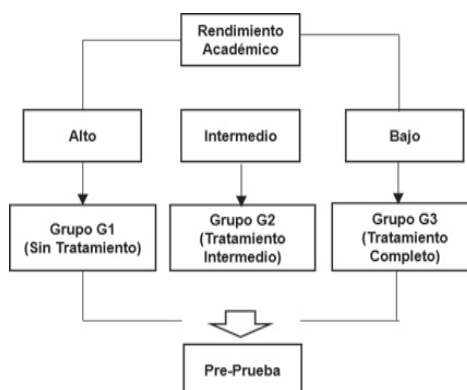 Rendimiento
Académico
Alto
Intermedio
Bajo
Grupo G1
(Sin Tratamiento)
Grupo G2
(Tratamiento
Intermedio)
Grupo G3
(Tratamiento
Completo)
Pre-Prueba